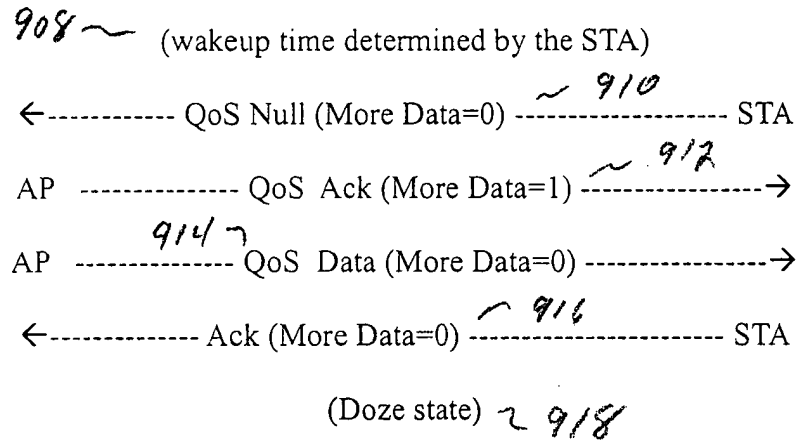 908 ~ (wakeup time determined by the STA)
~ 910
←------------ QoS Null (More Data=0) -------------------- STA
~ 912
AP --------------- QoS Ack (More Data=1) -----------------→
914 ~
AP --------------- QoS Data (More Data=0) -----------------→
~ 916
←------------- Ack (More Data=0) ----------------------- STA
(Doze state) ~ 918